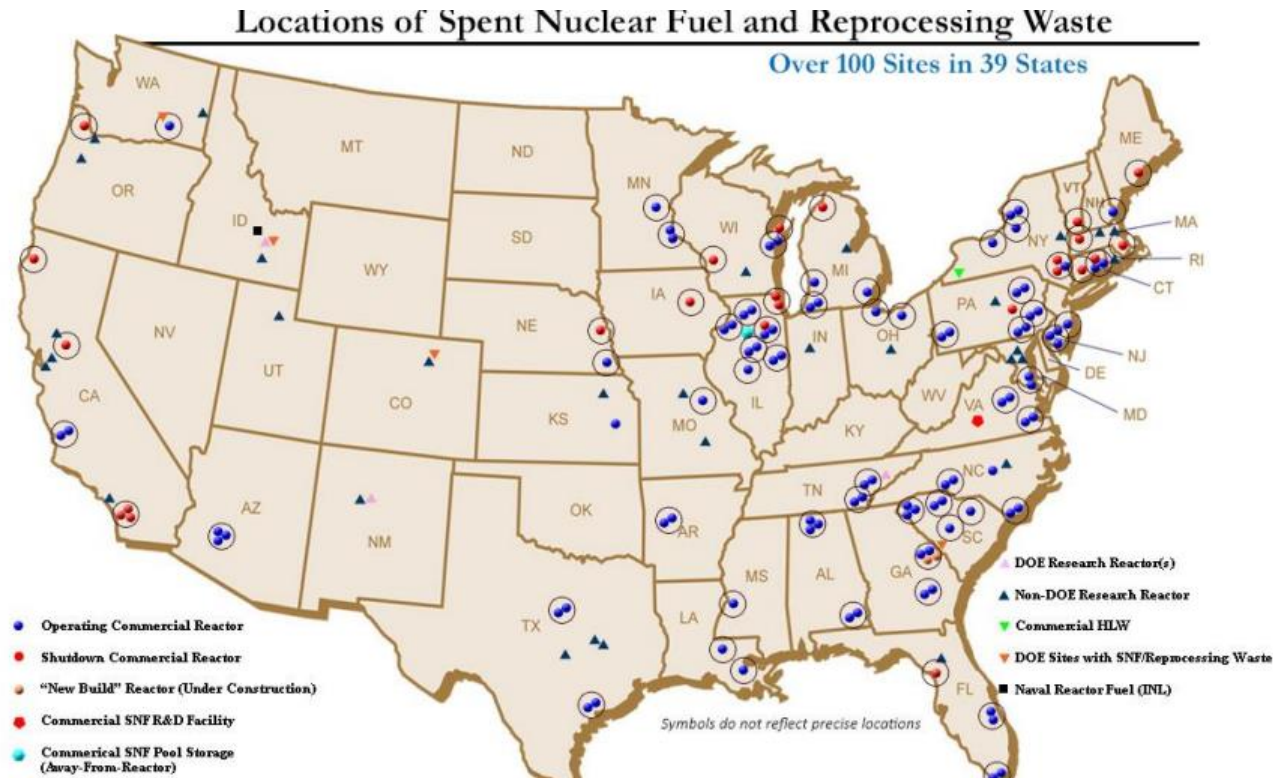 Locations of Spent Nuclear Fuel and Reprocessing Waste
Over 100 Sites in 39 States
WA
MT
ND
MN
ME
OR
ID
SD
WI
VT
NH
NY
MA
RI
CT
WY
MI
IA
PA
NV
NE
IN
OH
NJ
DE
UT
CA
CO
KS
MO
IL
WV
VA
MD
KY
AZ
NM
OK
AR
TN
NC
SC
MS
AL
GA
TX
LA
FL
Operating Commercial Reactor
Shutdown Commercial Reactor
“New Build” Reactor (Under Construction)
Commercial SNF R&D Facility
Commerical SNF Pool Storage
(Away-From-Reactor)
DOE Research Reactor(s)
Non-DOE Research Reactor
Commercial HLW
DOE Sites with SNF/Reprocessing Waste
Naval Reactor Fuel (INL)
Symbols do not reflect precise locations